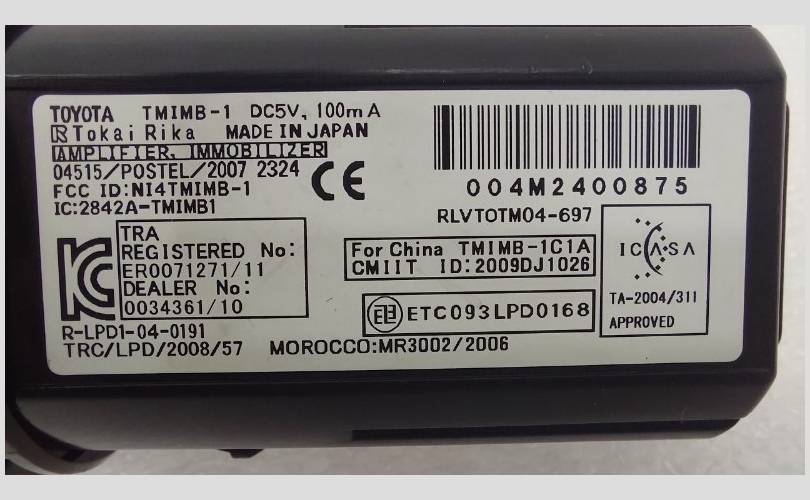 TOYOTA TMIMB-1 DC5V, 100mA
R Tokai Rika MADE IN JAPAN
AMPLIFIER, IMMOBILIZER
04515/POSTEL/2007 2324
FCC ID:NI4TMIMB-1
IC:2842A-TMIMB1
CE
004M2400875
RLVTOTM04-697
KC
TRA
REGISTERED No:
ER0071271/11
DEALER No:
0034361/10
For China TMIMB-1C1A
CMIIT ID:2009DJ1026
ETC093LPD0168
ICASA
TA-2004/311
APPROVED
R-LPD1-04-0191
TRC/LPD/2008/57 MOROCCO:MR3002/2006